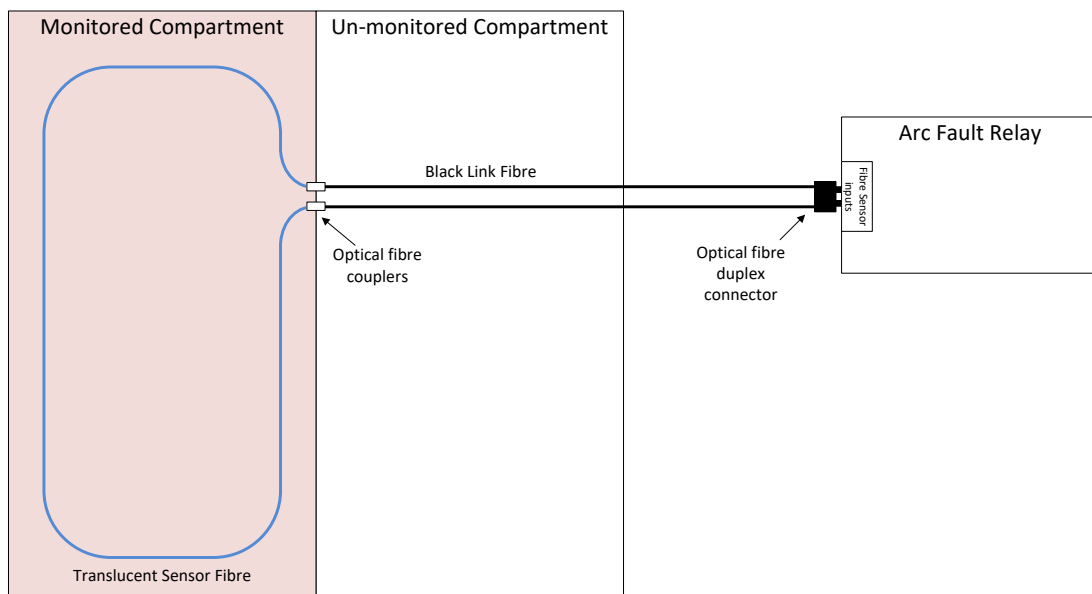 Monitored Compartment
Un-monitored Compartment
Arc Fault Relay
Black Link Fibre
Fibre Sensor
inputs
Optical fibre
couplers
Optical fibre
duplex
connector
Translucent Sensor Fibre